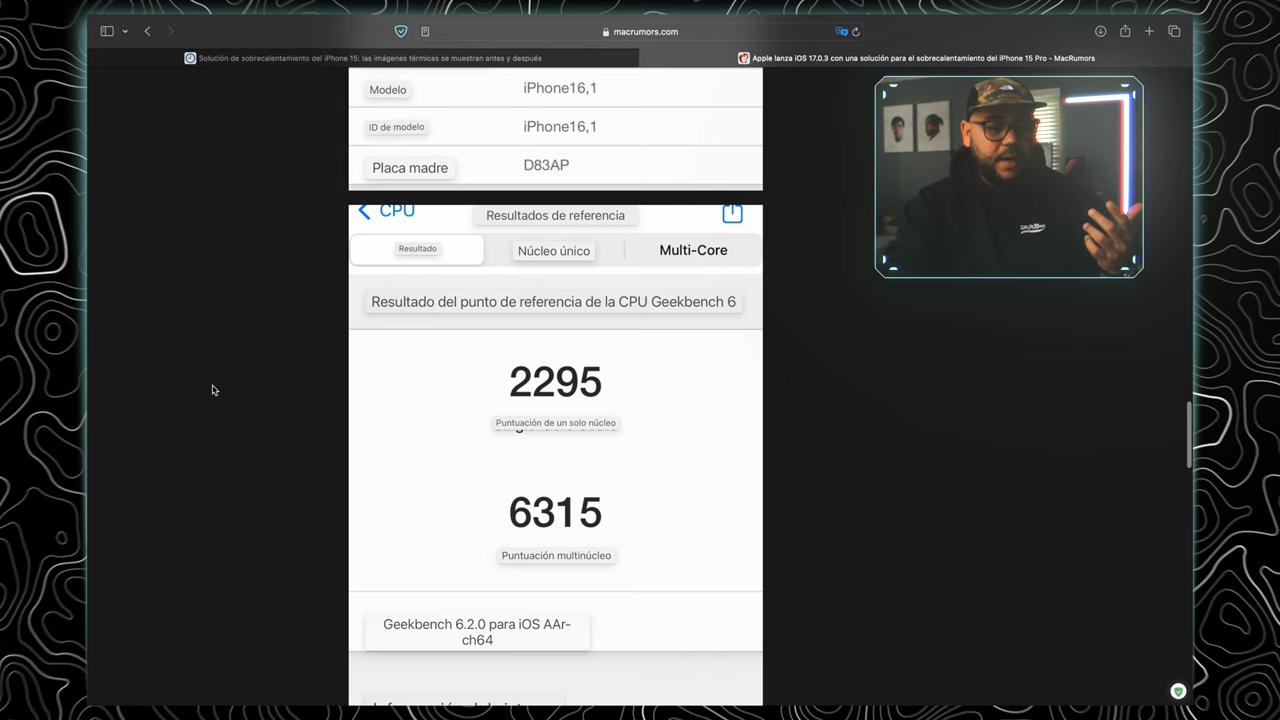 macrumors.com
Solución de sobrecalentamiento del iPhone 15: las imágenes térmicas se muestran antes y después
Apple lanza iOS 17.0.3 con una solución para el sobrecalentamiento del iPhone 15 Pro - MacRumors
Modelo
iPhone16,1
ID de modelo
iPhone16,1
Placa madre
D83AP
CPU
Resultados de referencia
Resultado
Núcleo único
Multi-Core
Resultado del punto de referencia de la CPU Geekbench 6
2295
Puntuación de un solo núcleo
6315
Puntuación multinúcleo
Geekbench 6.2.0 para iOS AAr-
ch64